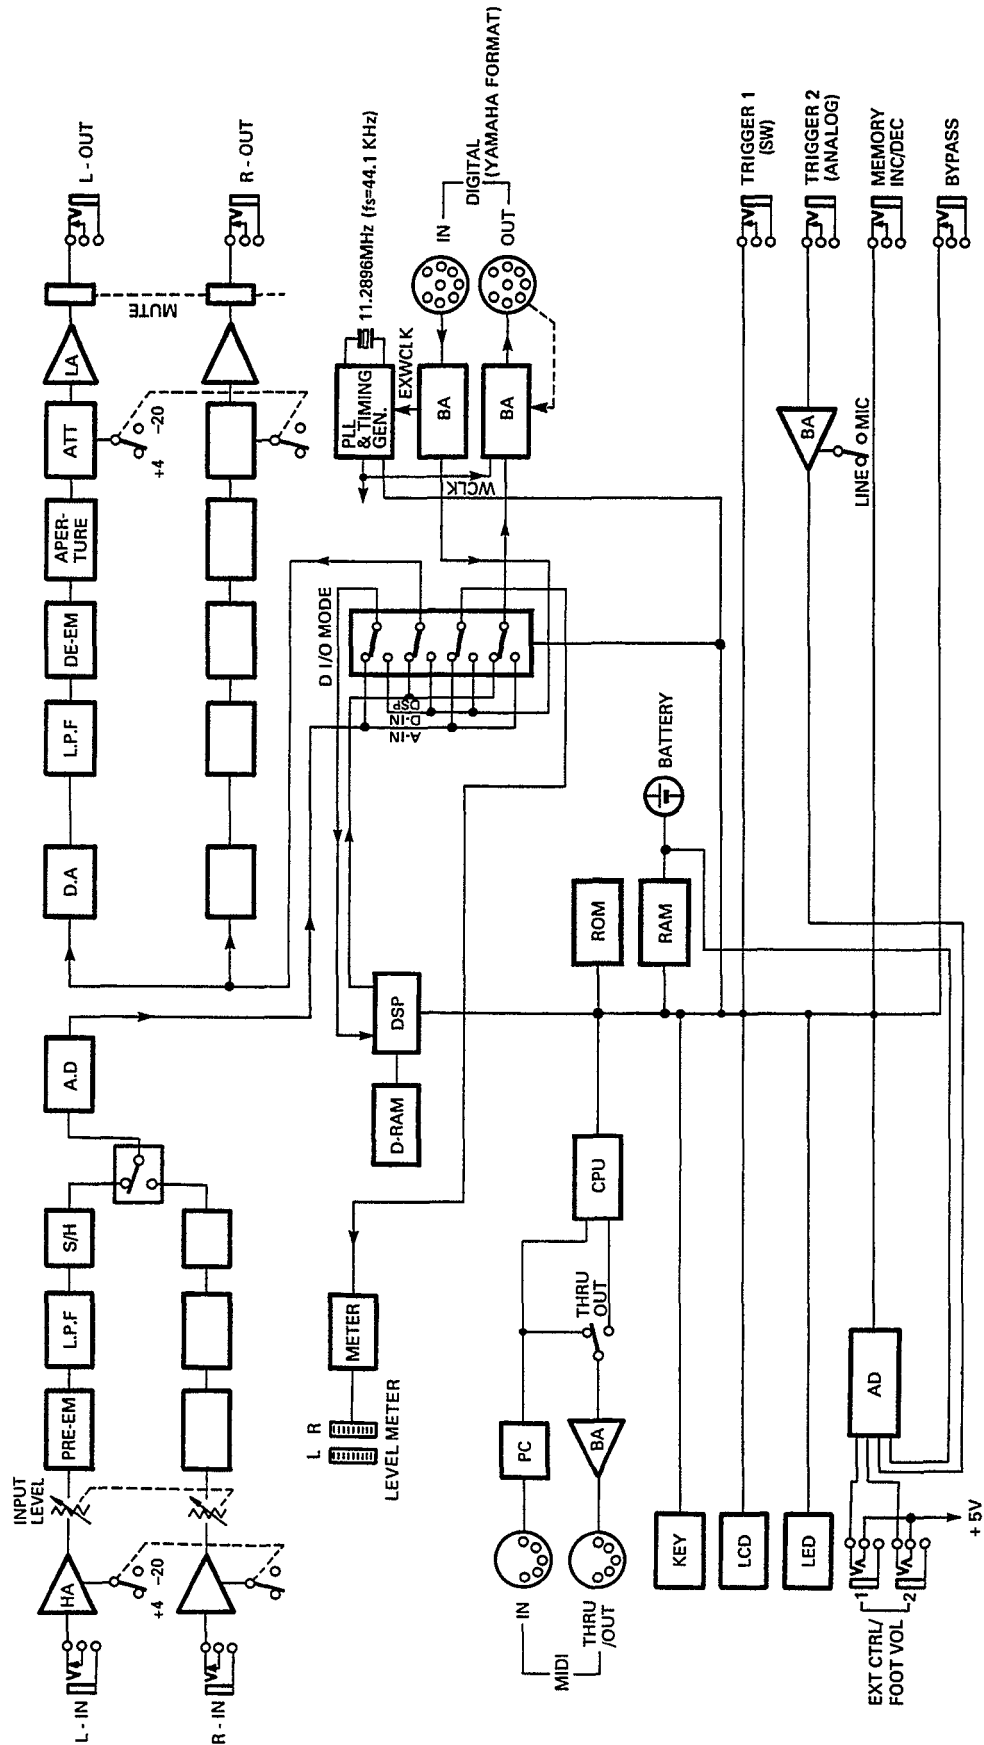 L - IN
R - IN
HA
+4
-20
INPUT
LEVEL
PRE-EM
L.P.F
S/H
A.D
D.A
L.P.F
DE-EM
APER-
TURE
ATT
+4
-20
LA
MUTE
L - OUT
R - OUT
L
R
LEVEL METER
METER
D-RAM
DSP
D I/O MODE
A-IN
D-IN
DSP
PLL
& TIMING
GEN.
11.2896MHz (fs=44.1 KHz)
EXWCLK
WCLK
BA
BA
IN
OUT
DIGITAL
(YAMAHA FORMAT)
MIDI
IN
THRU
/OUT
PC
BA
THRU
OUT
CPU
ROM
RAM
BATTERY
KEY
LCD
LED
EXT CTRL/
FOOT VOL
1
2
+ 5V
AD
BA
LINE
MIC
TRIGGER 1
(SW)
TRIGGER 2
(ANALOG)
MEMORY
INC/DEC
BYPASS